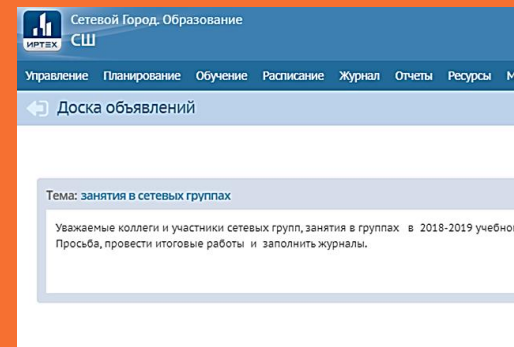 Сетевой Город. Образование
ИРТЕХ СШ
Управление Планирование Обучение Расписание Журнал Отчеты Ресурсы М
Доска объявлений
Тема: занятия в сетевых группах
Уважаемые коллеги и участники сетевых групп, занятия в группах в 2018-2019 учебно
Просьба, провести итоговые работы и заполнить журналы.